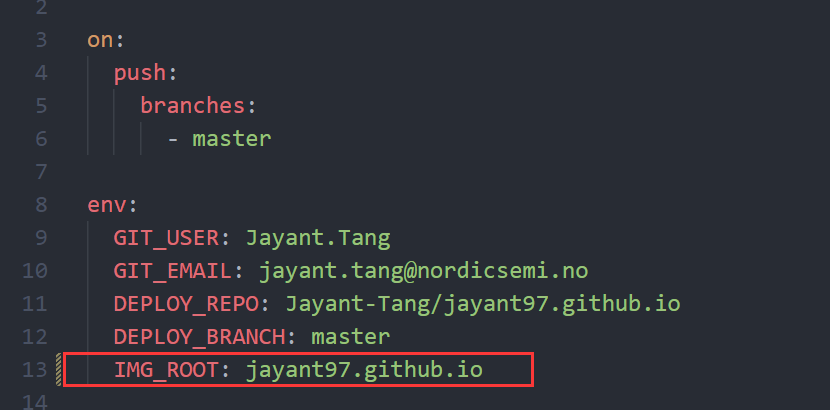 2
3 on:
4 push:
5 branches:
6 - master
7
8 env:
9 GIT_USER: Jayant.Tang
10 GIT_EMAIL: jayant.tang@nordicsemi.no
11 DEPLOY_REPO: Jayant-Tang/jayant97.github.io
12 DEPLOY_BRANCH: master
13 IMG_ROOT: jayant97.github.io
14